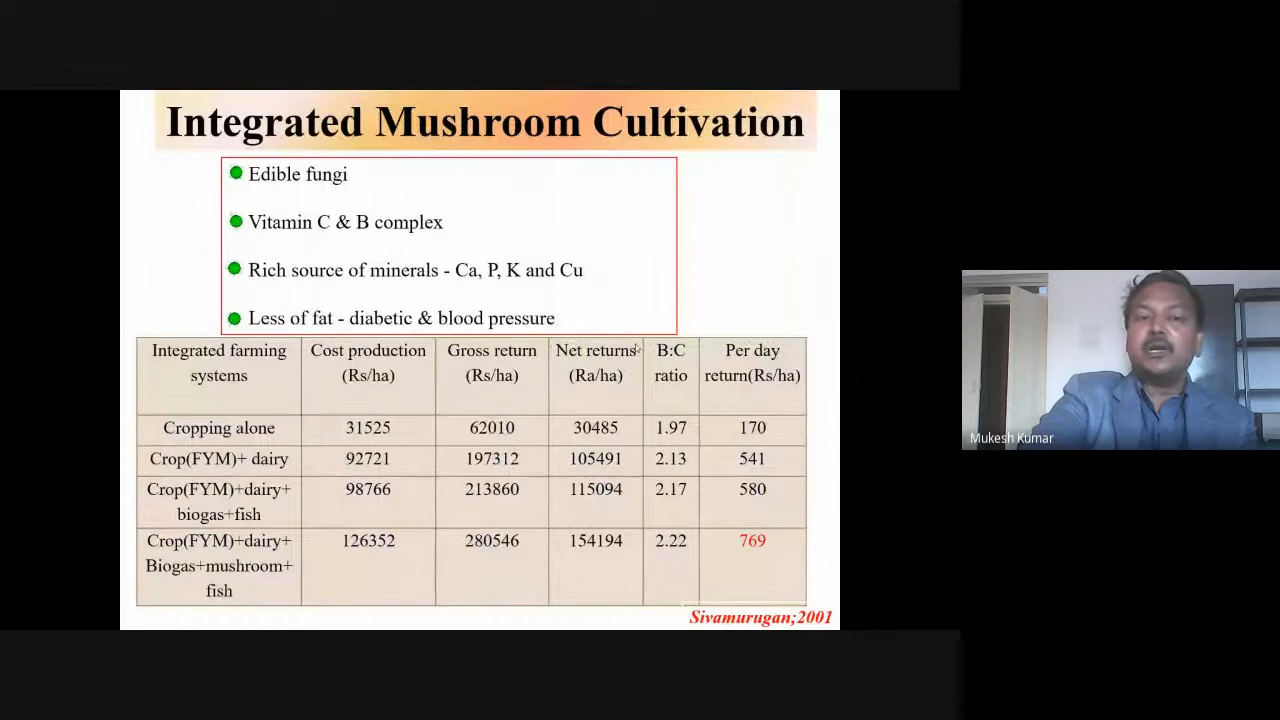 Integrated Mushroom Cultivation
Edible fungi
Vitamin C & B complex
Rich source of minerals - Ca, P, K and Cu
Less of fat - diabetic & blood pressure
Integrated farming systems Cost production (Rs/ha) Gross return (Rs/ha) Net returns (Ra/ha) B:C ratio Per day return(Rs/ha)
Cropping alone 31525 62010 30485 1.97 170
Crop(FYM)+ dairy 92721 197312 105491 2.13 541
Crop(FYM)+dairy+ biogas+fish 98766 213860 115094 2.17 580
Crop(FYM)+dairy+ Biogas+mushroom+ fish 126352 280546 154194 2.22 769
Sivamurugan;2001
Mukesh Kumar